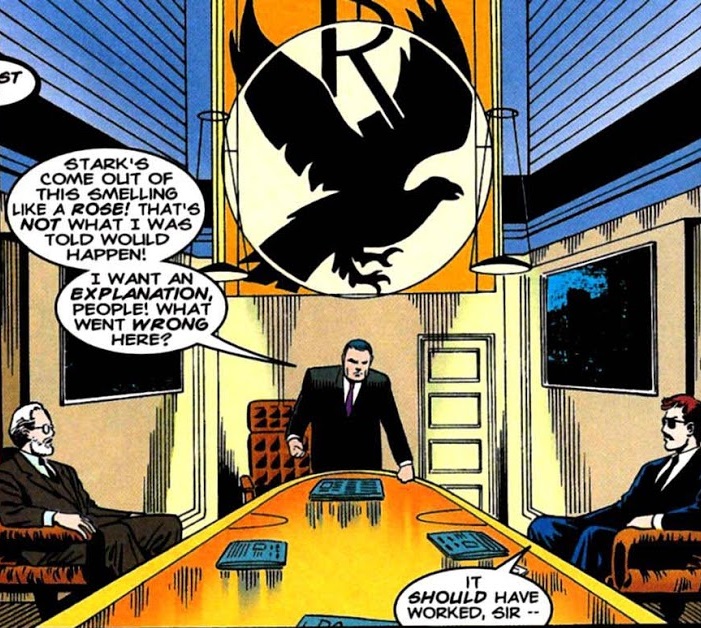 ST
STARK'S
COME OUT OF
THIS SMELLING
LIKE A ROSE! THAT'S
NOT WHAT I WAS
TOLD WOULD
HAPPEN!
I WANT AN
EXPLANATION,
PEOPLE! WHAT
WENT WRONG
HERE?
IT
SHOULD HAVE
WORKED, SIR --